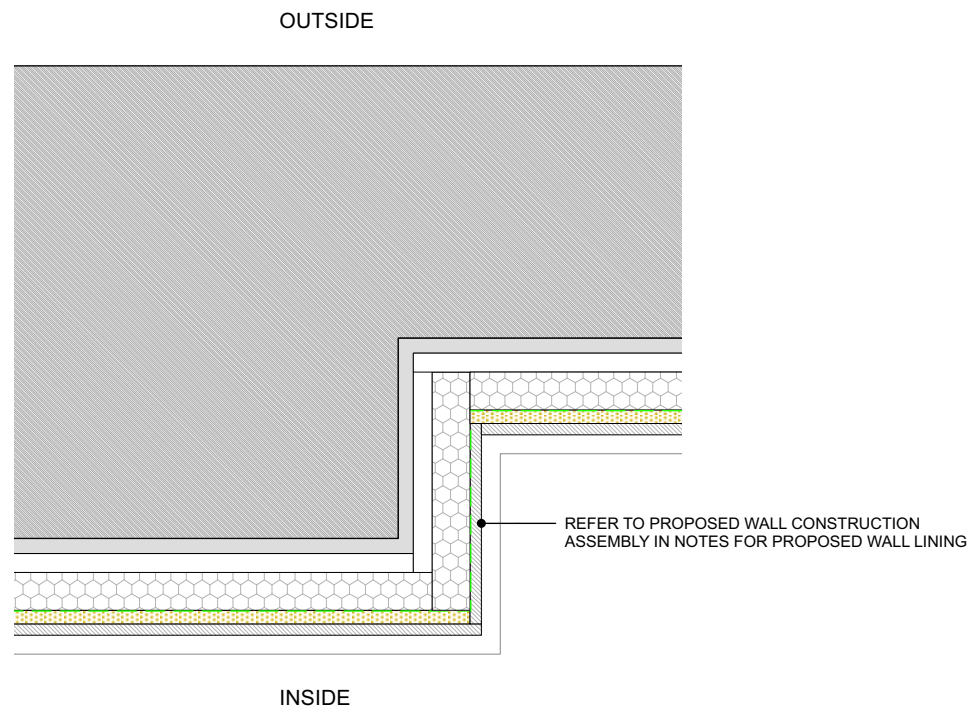 OUTSIDE
REFER TO PROPOSED WALL CONSTRUCTION
ASSEMBLY IN NOTES FOR PROPOSED WALL LINING
INSIDE